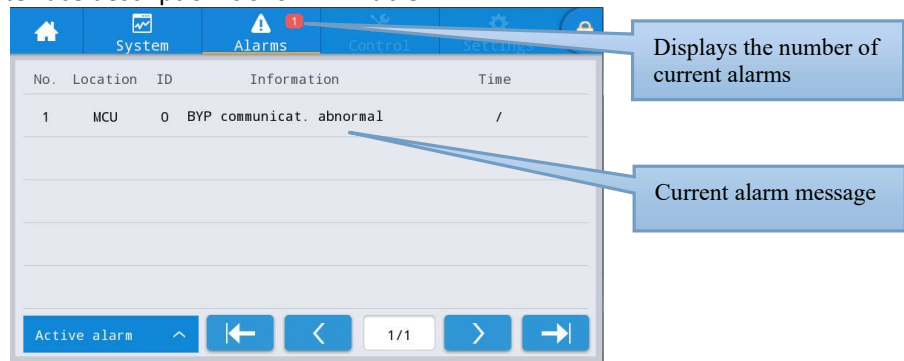 System Alarms 1 Control Settings
No. Location ID Information Time
1 MCU 0 BYP communicat. abnormal /
Active alarm 1/1
Displays the number of
current alarms
Current alarm message